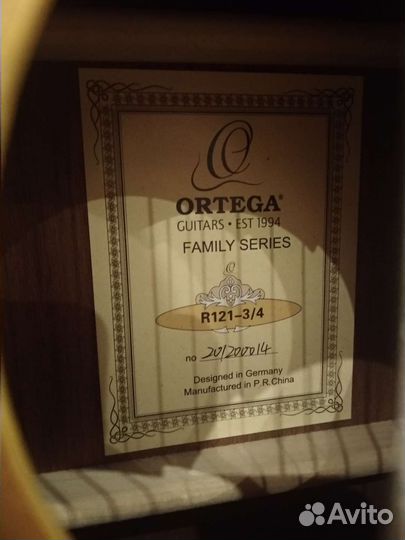 ORTEGA®
GUITARS • EST 1994
FAMILY SERIES
R121-3/4
no 201200014
Designed in Germany
Manufactured in P.R.China
Avito